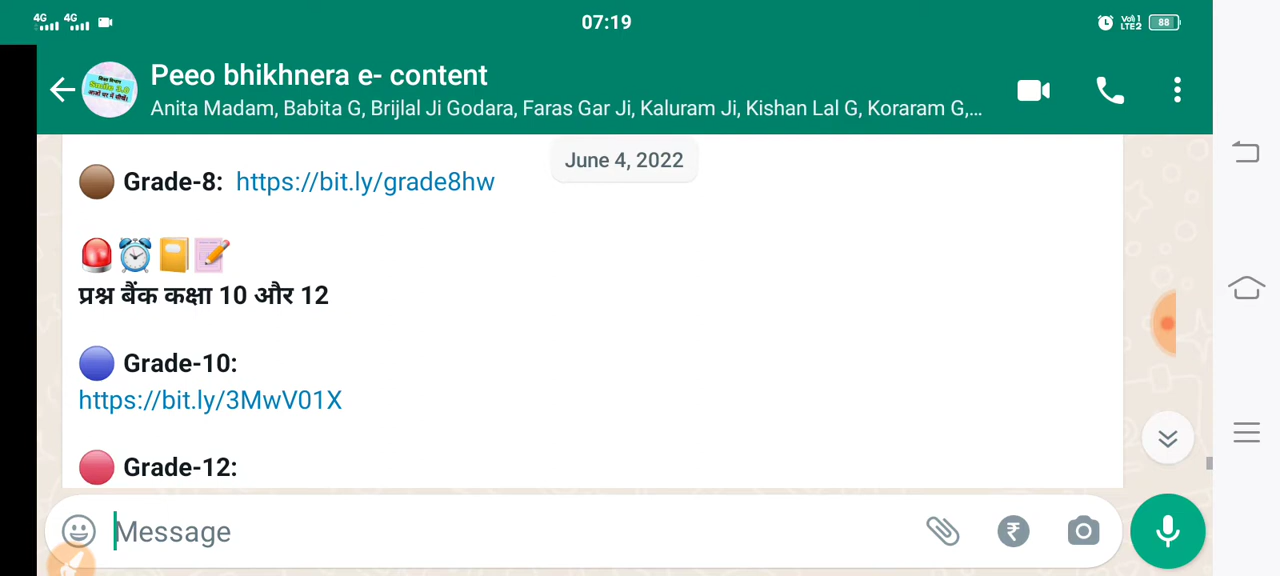 4G 4G 07:19 VoI) 1 LTE2 88
Peeo bhikhnera e- content
Anita Madam, Babita G, Brijlal Ji Godara, Faras Gar Ji, Kaluram Ji, Kishan Lal G, Koraram G,...
June 4, 2022
Grade-8: https://bit.ly/grade8hw
प्रश्न बैंक कक्षा 10 और 12
Grade-10:
https://bit.ly/3MwV01X
Grade-12:
Message